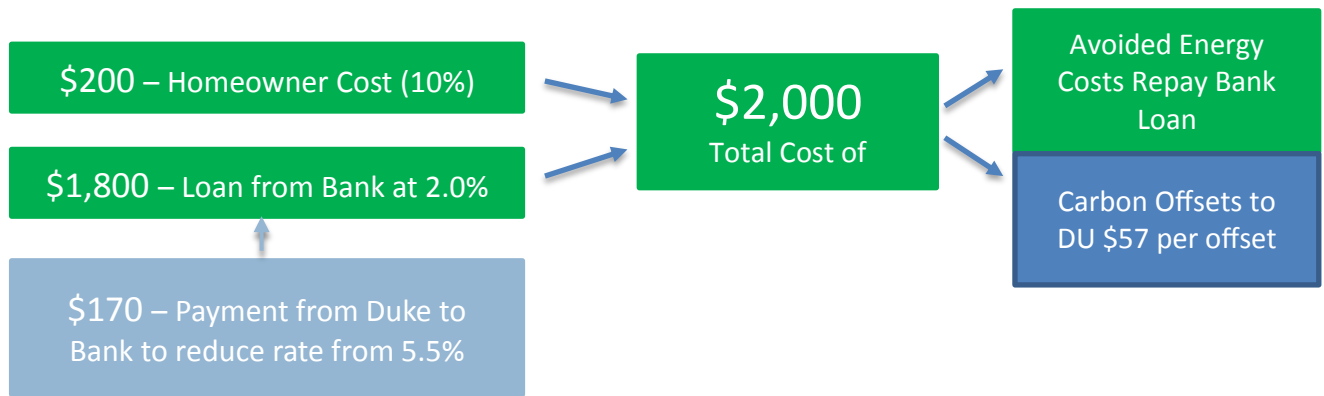 $200 – Homeowner Cost (10%)
$1,800 – Loan from Bank at 2.0%
$170 – Payment from Duke to
Bank to reduce rate from 5.5%
$2,000
Total Cost of
Avoided Energy
Costs Repay Bank
Loan
Carbon Offsets to
DU $57 per offset